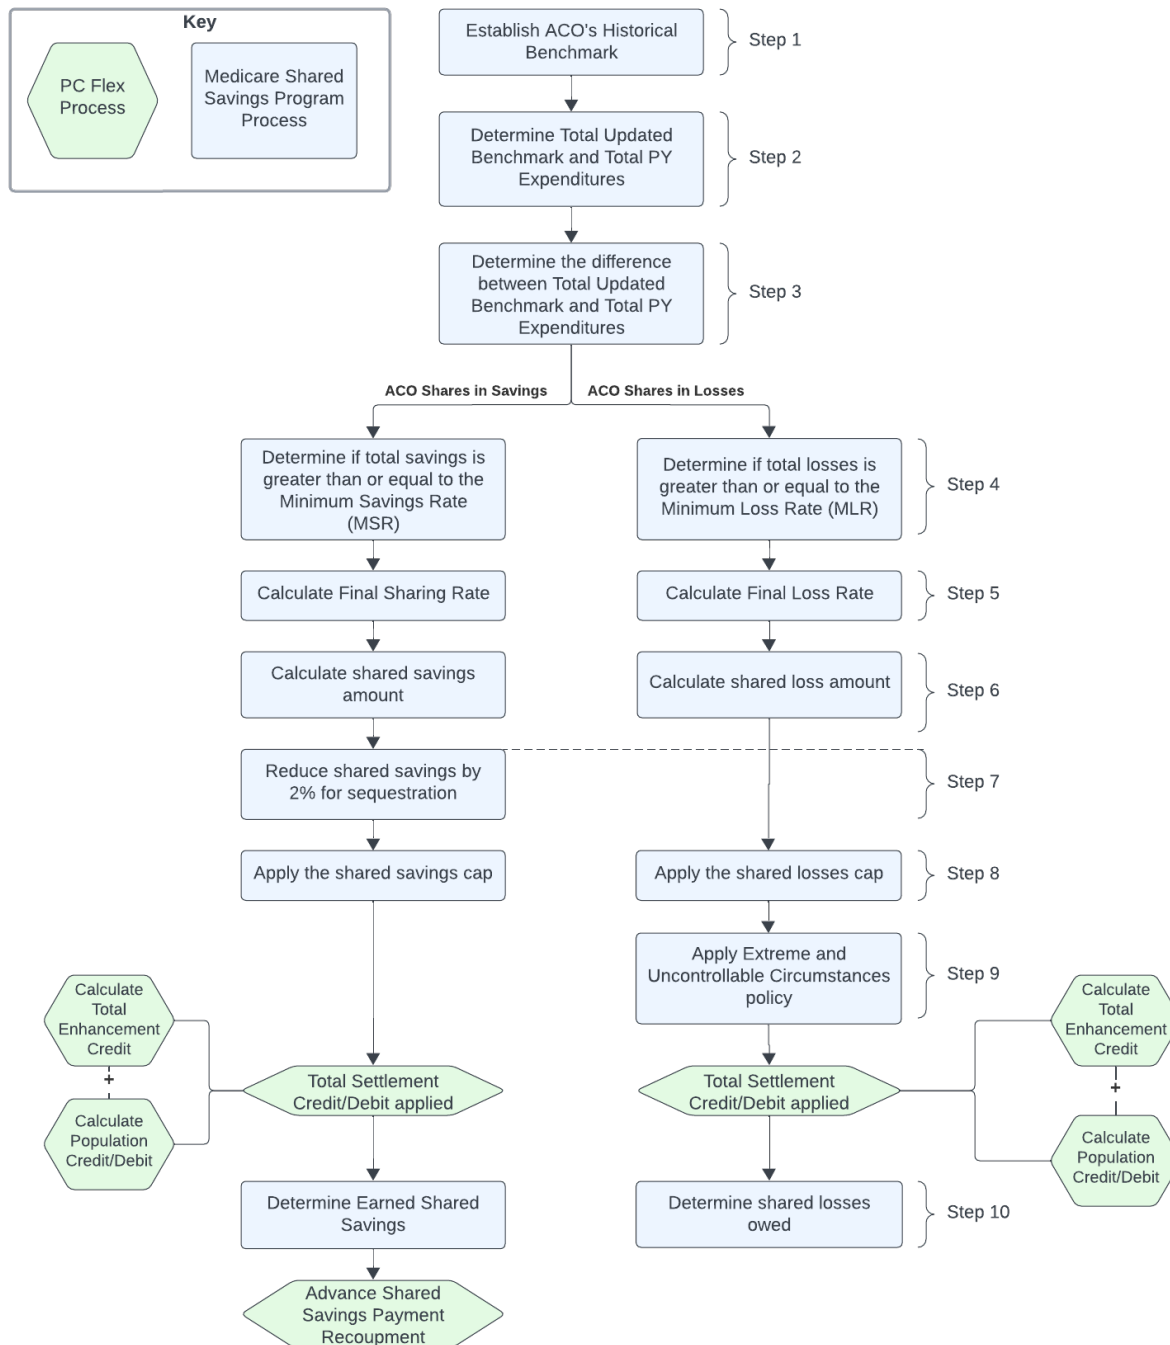 Key
PC Flex
Process
Medicare Shared
Savings Program
Process
Establish ACO's Historical
Benchmark
Step 1
Determine Total Updated
Benchmark and Total PY
Expenditures
Step 2
Determine the difference
between Total Updated
Benchmark and Total PY
Expenditures
Step 3
ACO Shares in Savings
ACO Shares in Losses
Determine if total savings is
greater than or equal to the
Minimum Savings Rate
(MSR)
Determine if total losses is
greater than or equal to the
Minimum Loss Rate (MLR)
Step 4
Calculate Final Sharing Rate
Calculate Final Loss Rate
Step 5
Calculate shared savings
amount
Calculate shared loss amount
Step 6
Reduce shared savings by
2% for sequestration
Step 7
Apply the shared savings cap
Apply the shared losses cap
Step 8
Apply Extreme and
Uncontrollable Circumstances
policy
Step 9
Calculate
Total
Enhancement
Credit
+
Calculate
Population
Credit/Debit
Total Settlement
Credit/Debit applied
Total Settlement
Credit/Debit applied
Calculate
Total
Enhancement
Credit
+
Calculate
Population
Credit/Debit
Determine Earned Shared
Savings
Determine shared losses
owed
Step 10
Advance Shared
Savings Payment
Recoupment